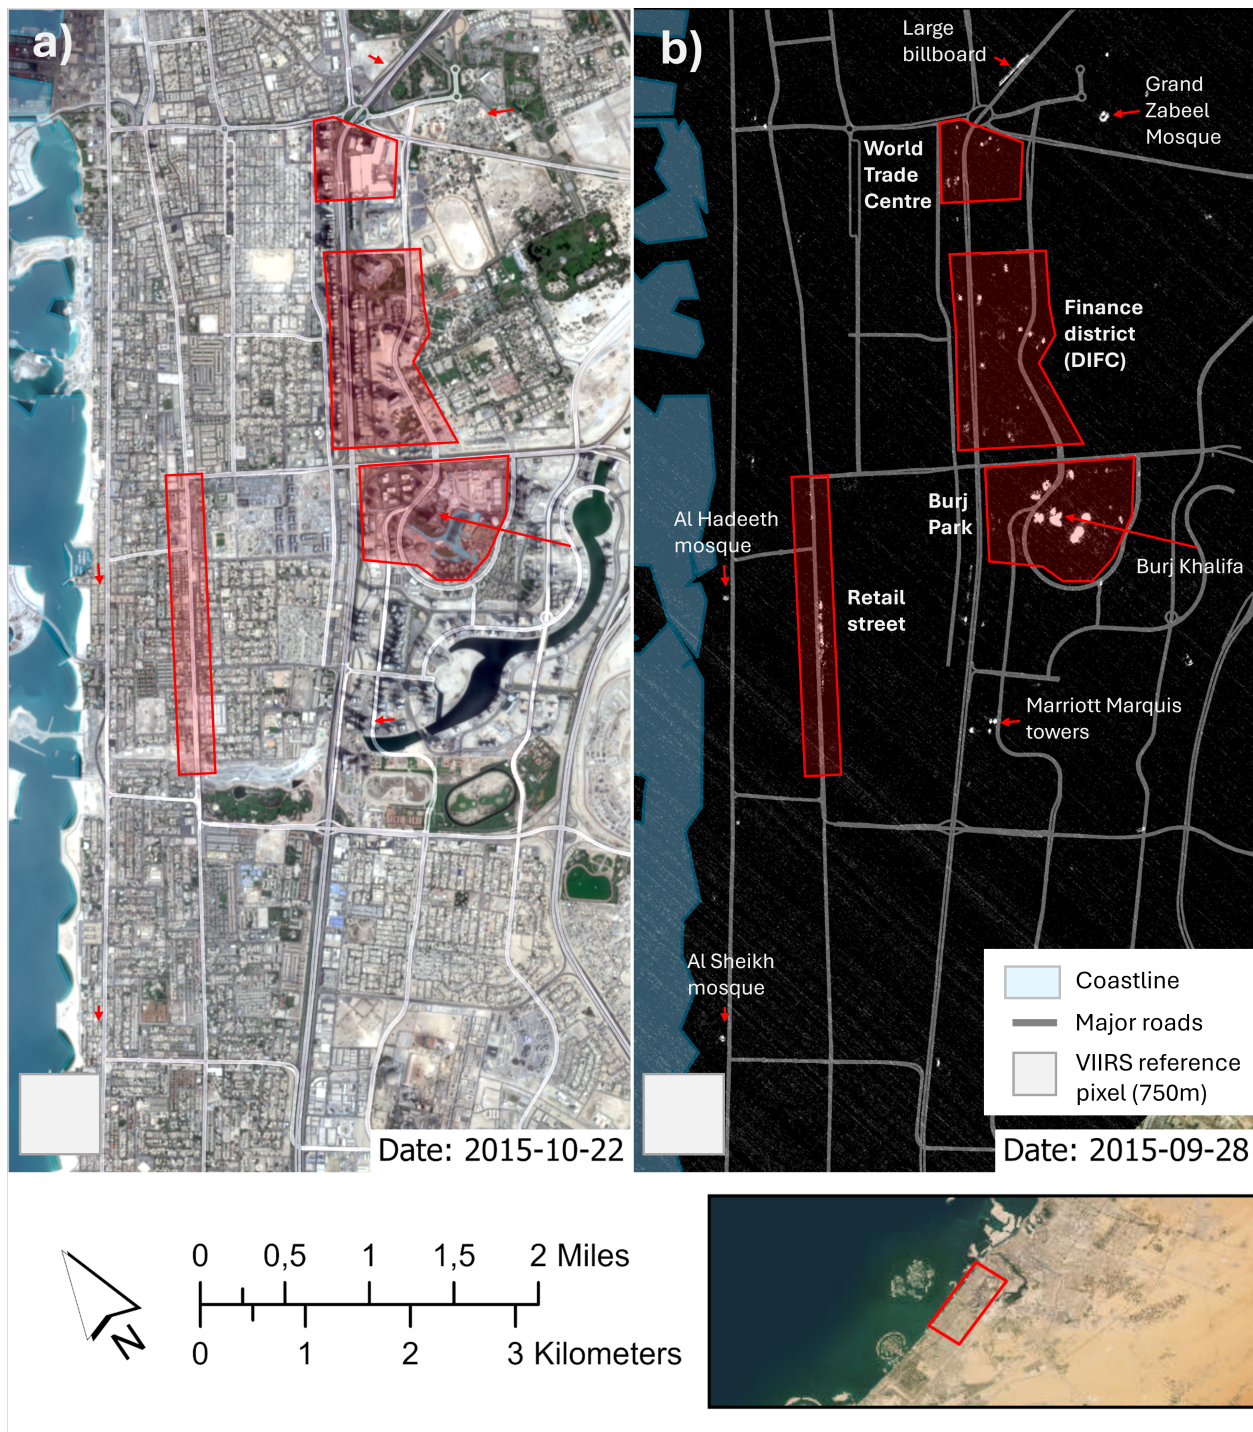 a)
Date: 2015-10-22
b)
Large
billboard
Grand
Zabeel
Mosque
World
Trade
Centre
Finance
district
(DIFC)
Al Hadeeth
mosque
Burj
Park
Burj Khalifa
Retail
street
Marriott Marquis
towers
Al Sheikh
mosque
Coastline
Major roads
VIIRS reference
pixel (750m)
Date: 2015-09-28
N
0 0,5 1 1,5 2 Miles
0 1 2 3 Kilometers